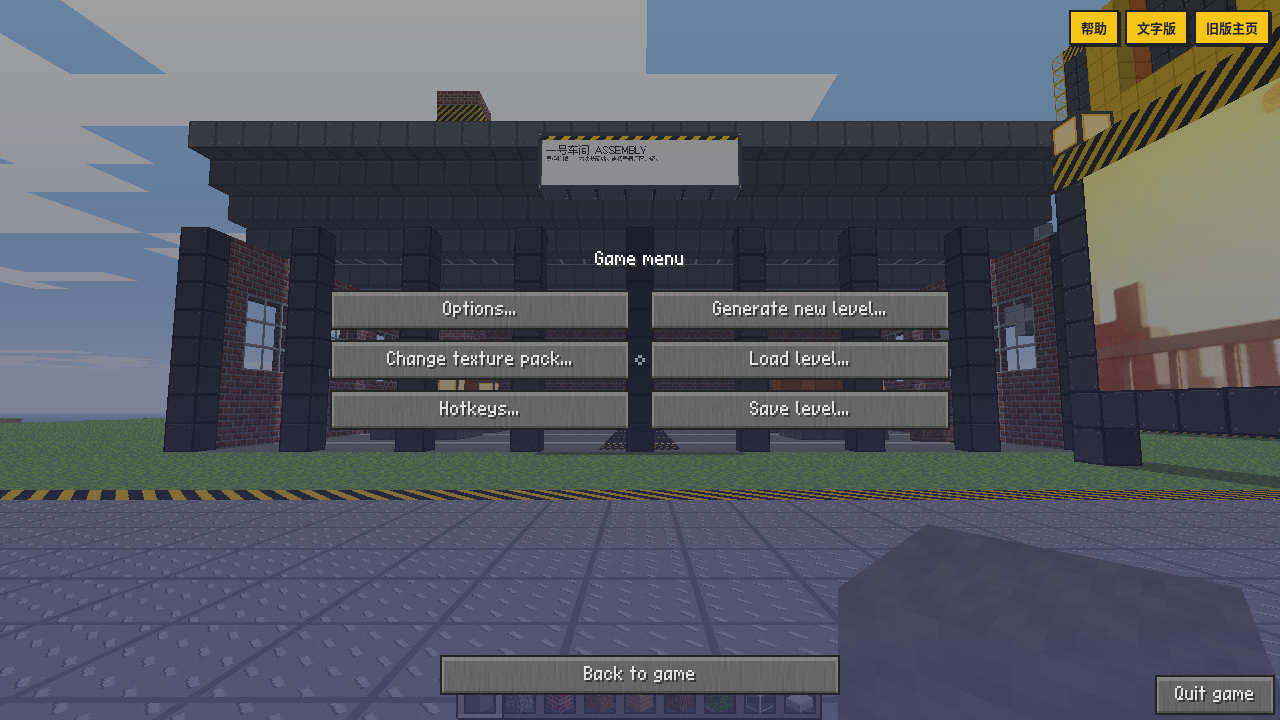 帮助 文字版 旧版主页
一号车间 ASSEMBLY
Game menu
Options... Generate new level...
Change texture pack... Load level...
Hotkeys... Save level...
Back to game
Quit game